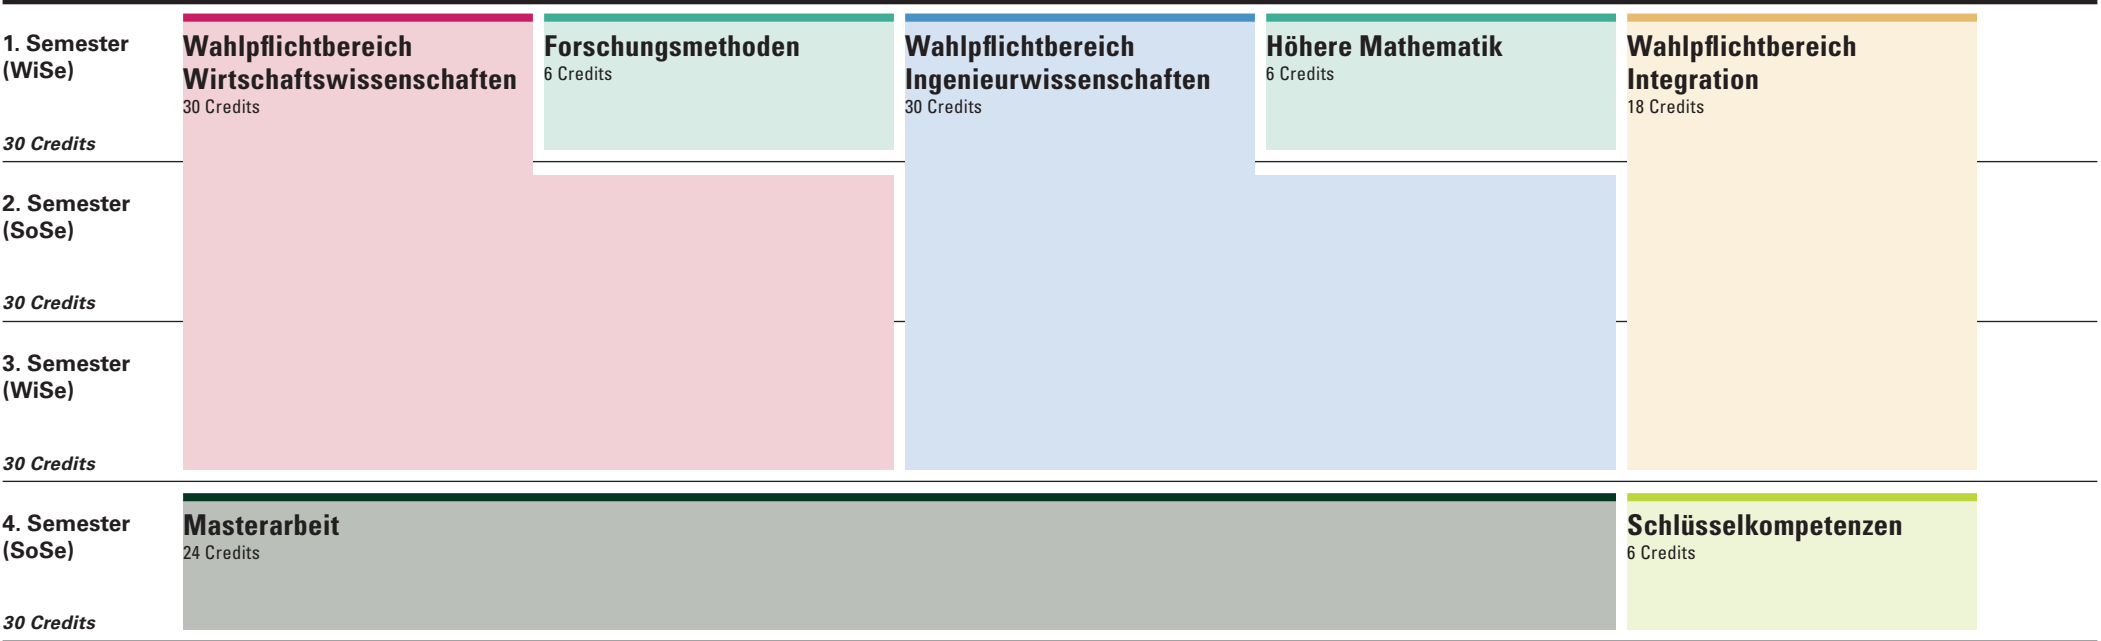 1. Semester
(WiSe)
30 Credits
Wahlpflichtbereich
Wirtschaftswissenschaften
30 Credits
Forschungsmethoden
6 Credits
Wahlpflichtbereich
Ingenieurwissenschaften
30 Credits
Höhere Mathematik
6 Credits
Wahlpflichtbereich
Integration
18 Credits
2. Semester
(SoSe)
30 Credits
3. Semester
(WiSe)
30 Credits
4. Semester
(SoSe)
30 Credits
Masterarbeit
24 Credits
Schlüsselkompetenzen
6 Credits